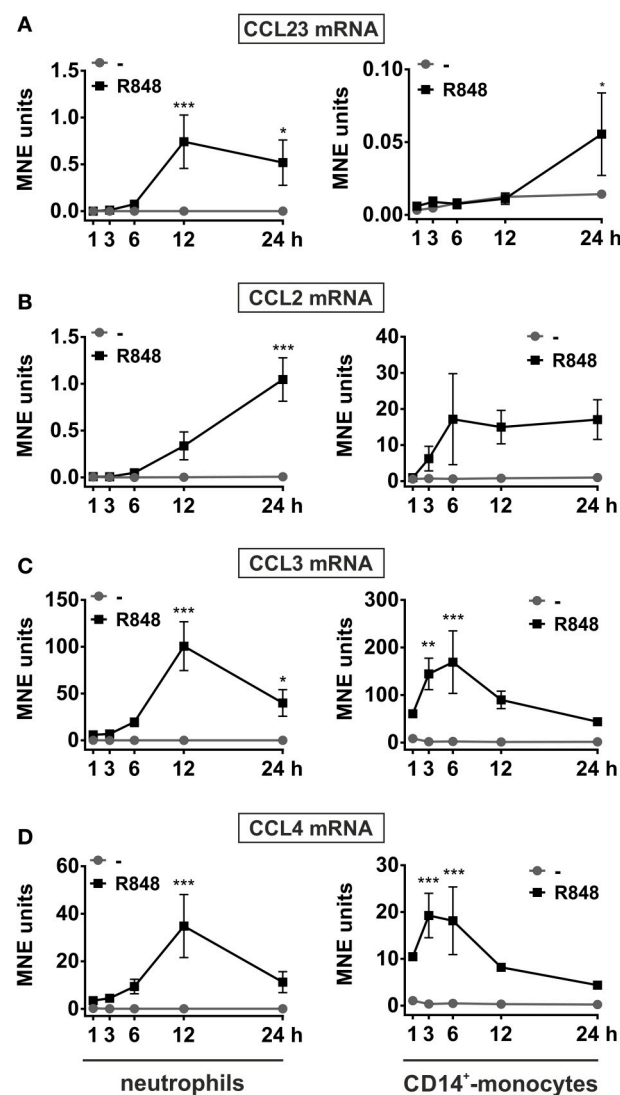 A
CCL23 mRNA
MNE units
1.5
1.0
0.5
0.0
-
R848
***
*
1 3 6 12 24 h
MNE units
0.10
0.05
0.00
-
R848
*
1 3 6 12 24 h
B
CCL2 mRNA
MNE units
1.5
1.0
0.5
0.0
-
R848
***
1 3 6 12 24 h
MNE units
40
30
20
10
0
-
R848
1 3 6 12 24 h
C
CCL3 mRNA
MNE units
150
100
50
0
-
R848
***
*
1 3 6 12 24 h
MNE units
300
200
100
0
-
R848
**
***
1 3 6 12 24 h
D
CCL4 mRNA
MNE units
60
40
20
0
-
R848
***
1 3 6 12 24 h
MNE units
30
20
10
0
-
R848
***
***
1 3 6 12 24 h
neutrophils
CD14⁺-monocytes